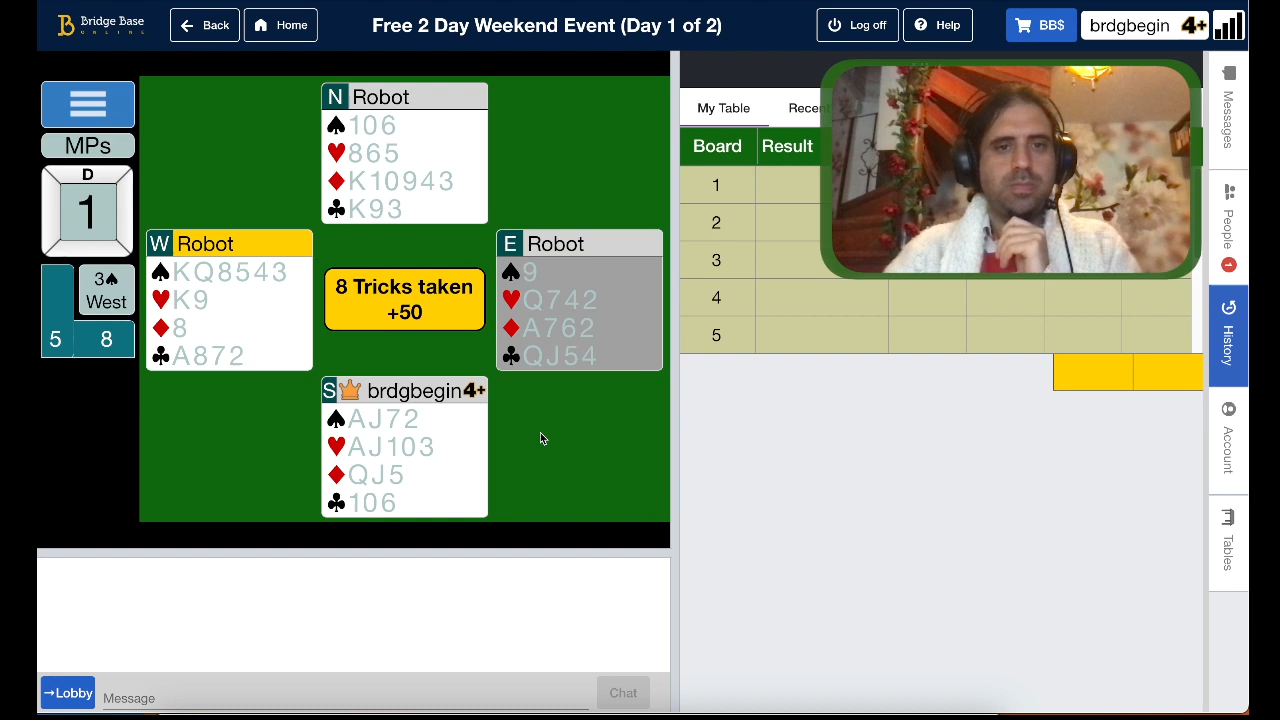 Bridge Base
ONLINE
Back
Home
Free 2 Day Weekend Event (Day 1 of 2)
Log off
Help
BB$
brdgbegin 4+
MPs
D
1
3♠
West
5
8
N Robot
♠106
♥865
♦K10943
♣K93
W Robot
♠KQ8543
♥K9
♦8
♣A872
8 Tricks taken
+50
E Robot
♠9
♥Q742
♦A762
♣QJ54
S brdgbegin 4+
♠AJ72
♥AJ103
♦QJ5
♣106
→Lobby
Message
Chat
My Table
Board
Result
1
2
3
4
5
Messages
People
1
History
Account
Tables